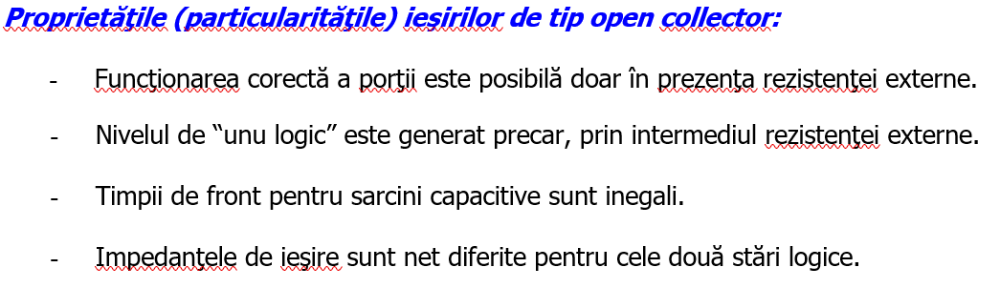 Proprietăţile (particularităţile) ieşirilor de tip open collector:
- Funcţionarea corectă a porţii este posibilă doar în prezenţa rezistenţei externe.
- Nivelul de “unu logic” este generat precar, prin intermediul rezistenţei externe.
- Timpii de front pentru sarcini capacitive sunt inegali.
- Impedanţele de ieşire sunt net diferite pentru cele două stări logice.